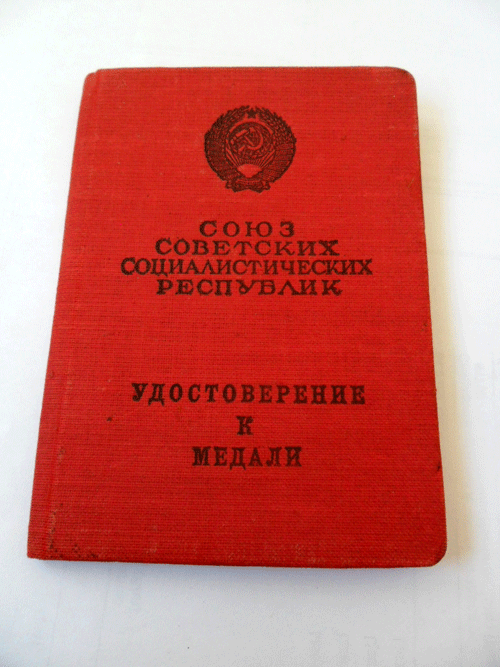 СОЮЗ
СОВЕТСКИХ
СОЦИАЛИСТИЧЕСКИХ
РЕСПУБЛИК
УДОСТОВЕРЕНИЕ
К
МЕДАЛИ